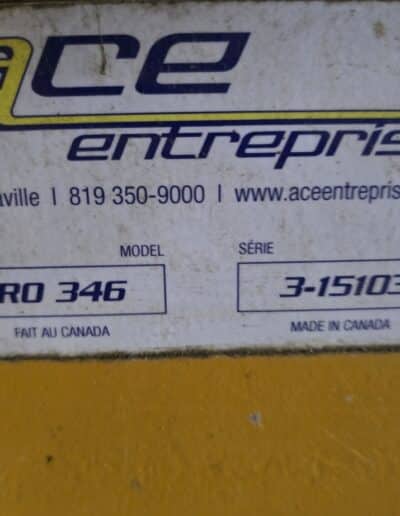 ace
entrepris
aville | 819 350-9000 | www.aceentrepris
MODEL SÉRIE
RO 346 3-15103
FAIT AU CANADA MADE IN CANADA